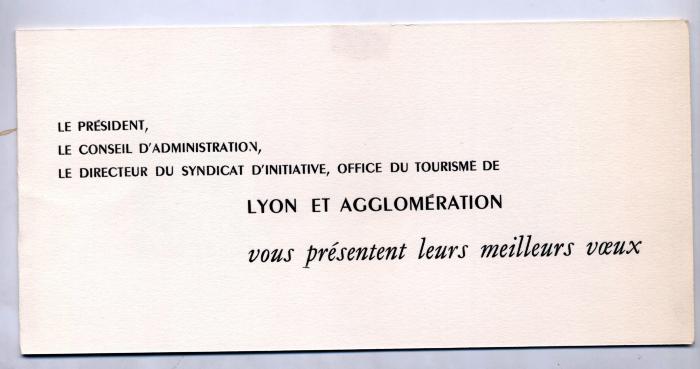 LE PRÉSIDENT,
LE CONSEIL D'ADMINISTRATION,
LE DIRECTEUR DU SYNDICAT D'INITIATIVE, OFFICE DU TOURISME DE
LYON ET AGGLOMÉRATION
vous présentent leurs meilleurs vœux